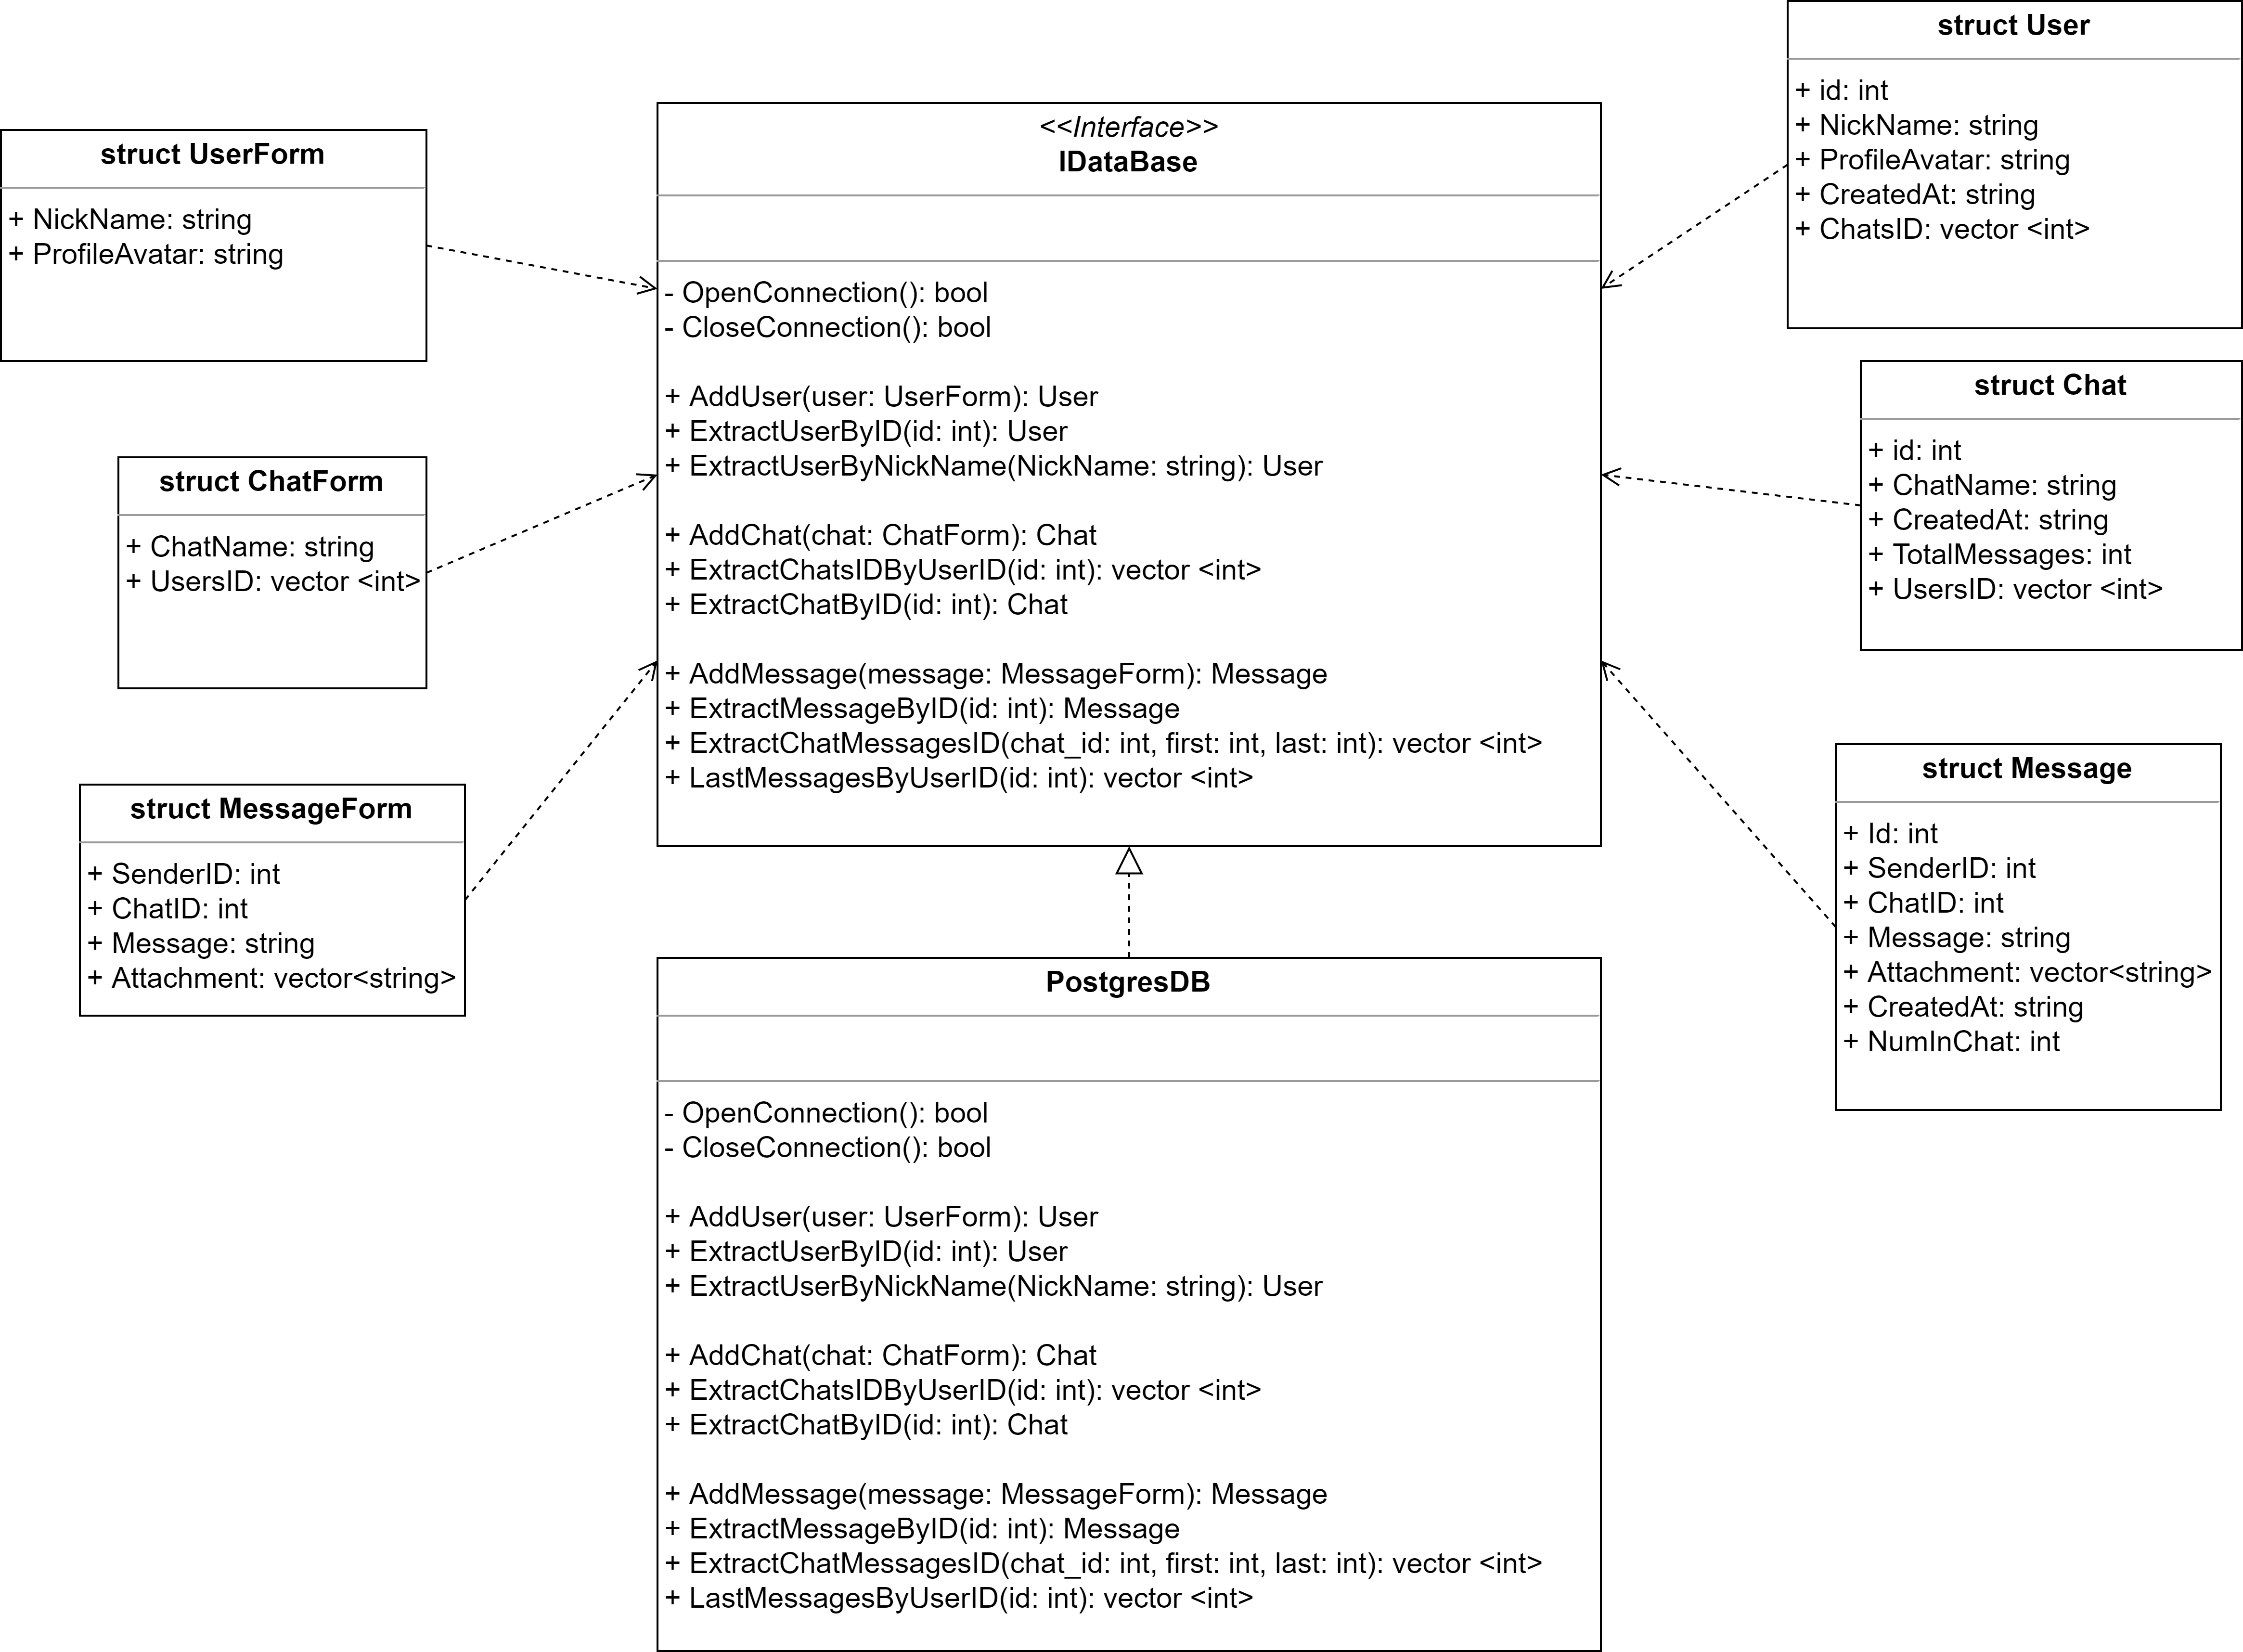 struct UserForm
+ NickName: string
+ ProfileAvatar: string
struct ChatForm
+ ChatName: string
+ UsersID: vector <int>
struct MessageForm
+ SenderID: int
+ ChatID: int
+ Message: string
+ Attachment: vector<string>
<<Interface>>
IDataBase
- OpenConnection(): bool
- CloseConnection(): bool
+ AddUser(user: UserForm): User
+ ExtractUserByID(id: int): User
+ ExtractUserByNickName(NickName: string): User
+ AddChat(chat: ChatForm): Chat
+ ExtractChatsIDByUserID(id: int): vector <int>
+ ExtractChatByID(id: int): Chat
+ AddMessage(message: MessageForm): Message
+ ExtractMessageByID(id: int): Message
+ ExtractChatMessagesID(chat_id: int, first: int, last: int): vector <int>
+ LastMessagesByUserID(id: int): vector <int>
PostgresDB
- OpenConnection(): bool
- CloseConnection(): bool
+ AddUser(user: UserForm): User
+ ExtractUserByID(id: int): User
+ ExtractUserByNickName(NickName: string): User
+ AddChat(chat: ChatForm): Chat
+ ExtractChatsIDByUserID(id: int): vector <int>
+ ExtractChatByID(id: int): Chat
+ AddMessage(message: MessageForm): Message
+ ExtractMessageByID(id: int): Message
+ ExtractChatMessagesID(chat_id: int, first: int, last: int): vector <int>
+ LastMessagesByUserID(id: int): vector <int>
struct User
+ id: int
+ NickName: string
+ ProfileAvatar: string
+ CreatedAt: string
+ ChatsID: vector <int>
struct Chat
+ id: int
+ ChatName: string
+ CreatedAt: string
+ TotalMessages: int
+ UsersID: vector <int>
struct Message
+ Id: int
+ SenderID: int
+ ChatID: int
+ Message: string
+ Attachment: vector<string>
+ CreatedAt: string
+ NumInChat: int